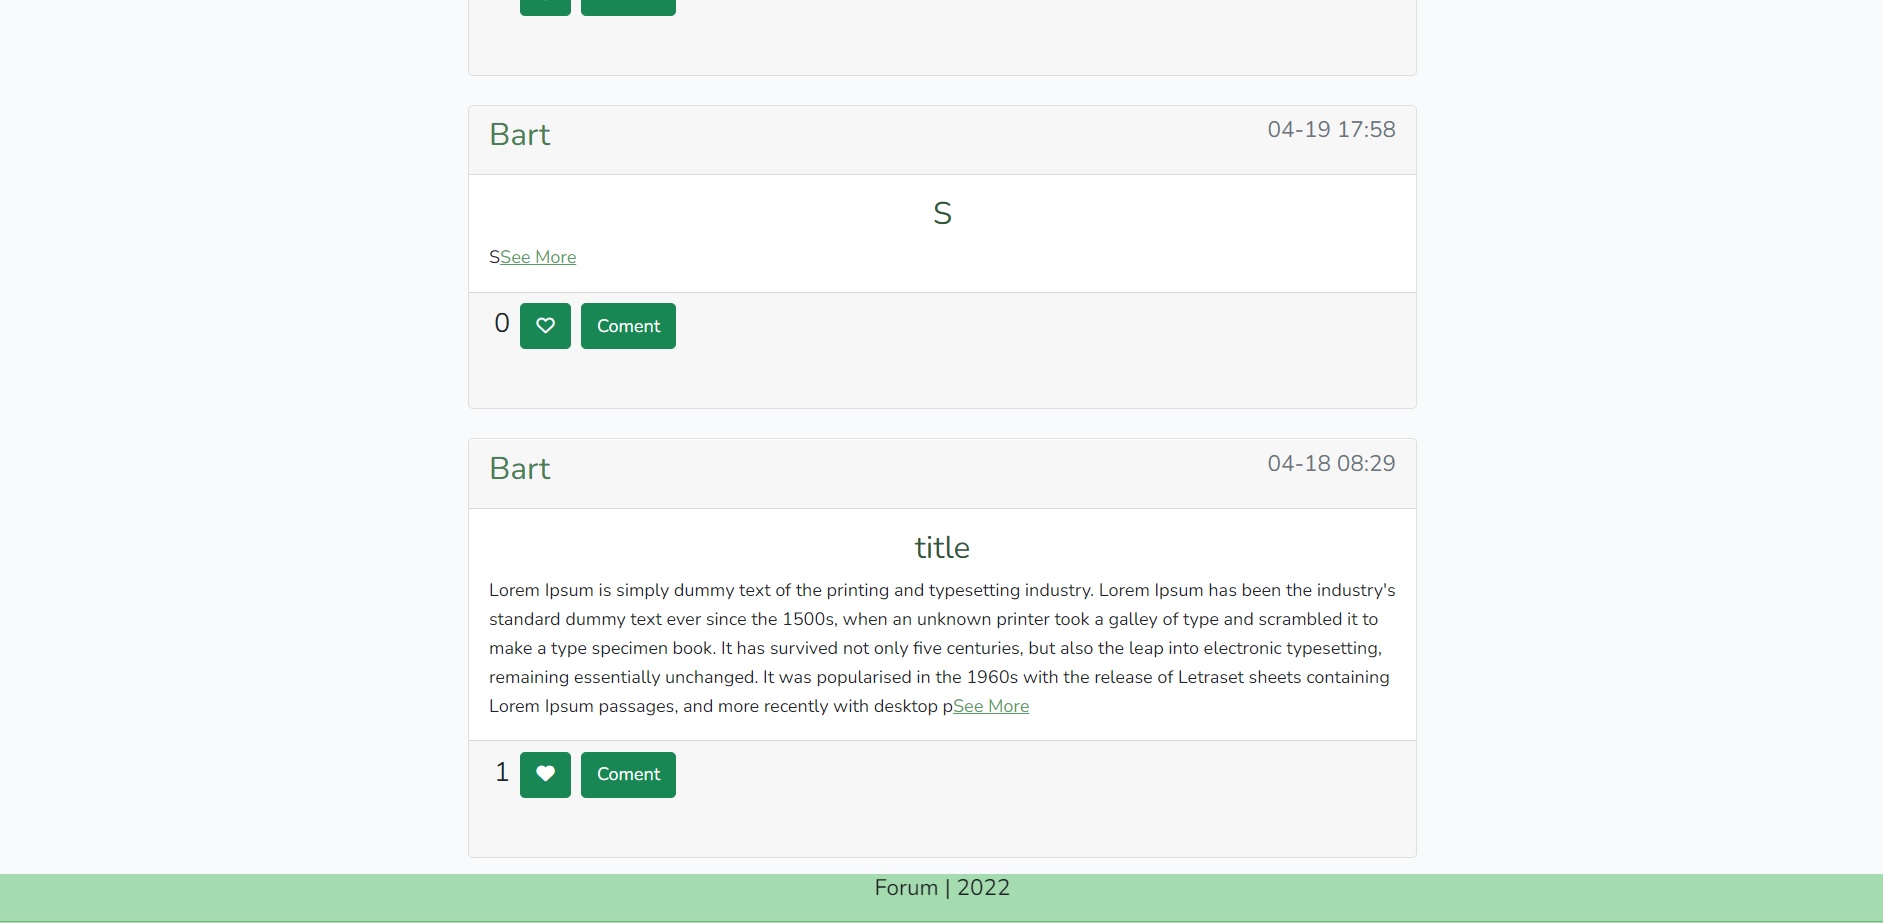 Bart
04-19 17:58
S
SSee More
0
Coment
Bart
04-18 08:29
title
Lorem Ipsum is simply dummy text of the printing and typesetting industry. Lorem Ipsum has been the industry's
standard dummy text ever since the 1500s, when an unknown printer took a galley of type and scrambled it to
make a type specimen book. It has survived not only five centuries, but also the leap into electronic typesetting,
remaining essentially unchanged. It was popularised in the 1960s with the release of Letraset sheets containing
Lorem Ipsum passages, and more recently with desktop pSee More
1
Coment
Forum | 2022